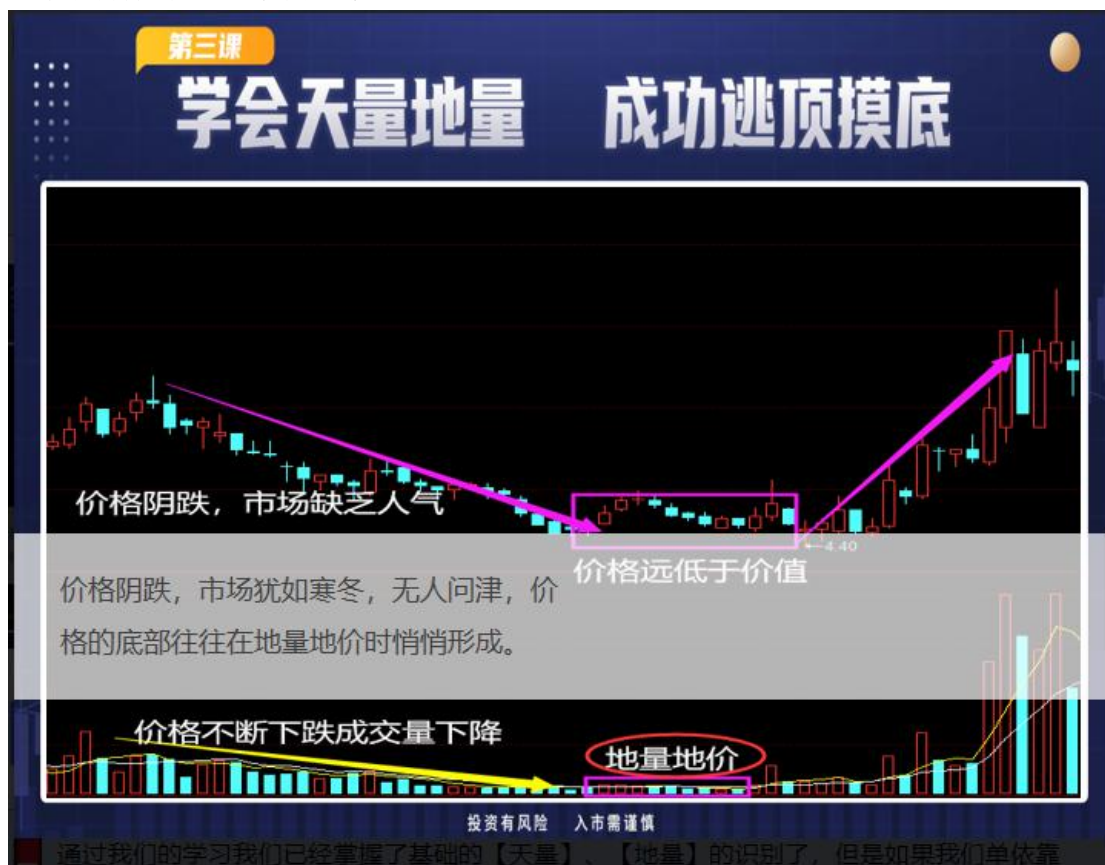 第三课
学会天量地量 成功逃顶摸底
价格阴跌，市场缺乏人气
4.40
价格远低于价值
价格阴跌，市场犹如寒冬，无人问津，价
格的底部往往在地量地价时悄悄形成。
价格不断下跌成交量下降
地量地价
投资有风险 入市需谨慎
通过我们的学习我们已经掌握了基础的【天量】、【地量】的识别了，但是如果我们单依靠